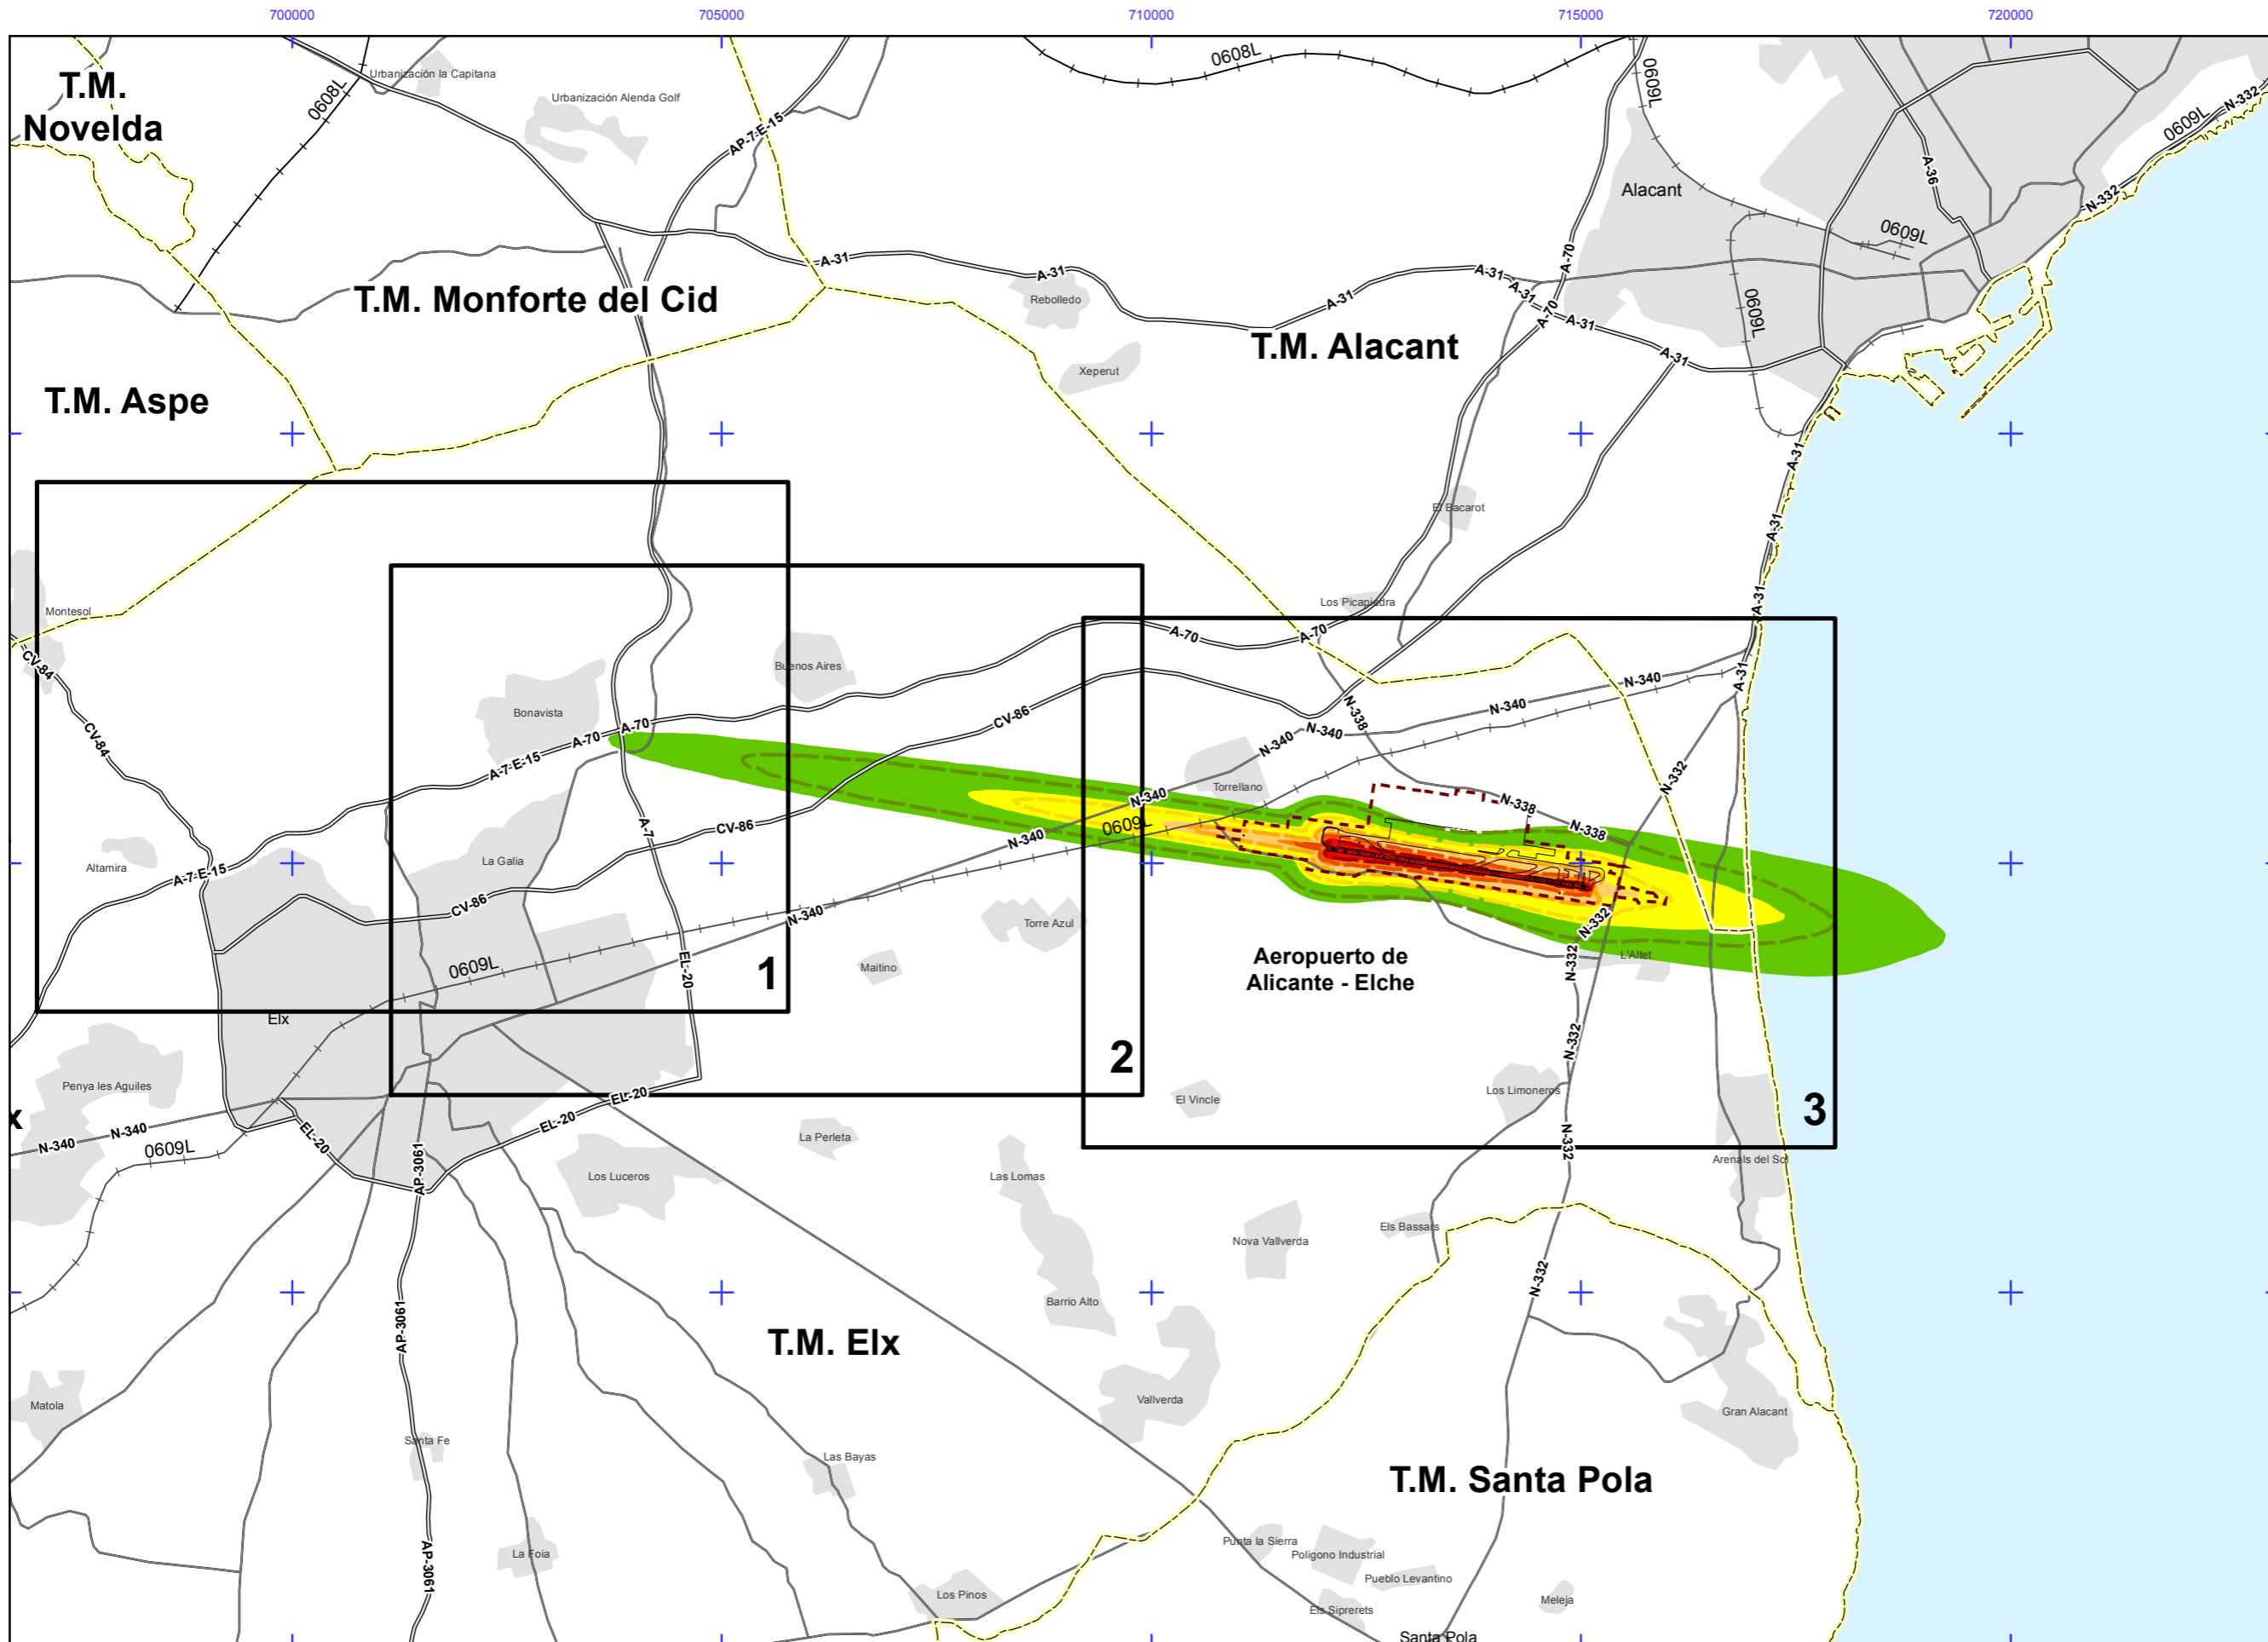 700000
705000
710000
715000
720000
T.M.
Novelda
0608L
Urbanización la Capitana
Urbanización Alenda Golf
AP-7-E-15
0608L
0609L
Alacant
A-36
0609L
N-332
N-332
0609L
A-31
A-31
A-31
A-31
A-31
A-31
A-31
A-70
A-70
0609L
T.M. Monforte del Cid
Rebolledo
T.M. Alacant
Xeperut
T.M. Aspe
El Bacarot
A-31
A-31
A-31
A-31
Montesol
Los Picapiedra
CV-84
CV-84
Buenos Aires
A-70
A-70
Bonavista
A-70
A-70
A-7-E-15
CV-86
N-338
N-340
N-340
N-340
N-340
N-332
Torrellano
N-340
0609L
N-338
N-338
A-7
CV-86
N-340
La Galia
Altamira
A-7-E-15
CV-86
N-340
Torre Azul
N-332
N-332
L'Altet
Aeropuerto de
Alicante - Elche
0609L
EL-20
Maitino
1
Elx
2
N-332
Penya les Aguiles
Los Limoneros
El Vincle
3
x
N-340
N-340
0609L
EL-20
EL-20
EL-20
AP-3061
La Perleta
N-332
Arenals del Sol
Los Luceros
Las Lomas
Els Bassars
Nova Vallverda
N-332
Barrio Alto
AP-3061
T.M. Elx
Matola
Vallverda
Gran Alacant
Santa Fe
Las Bayas
T.M. Santa Pola
AP-3061
La Foia
Punta la Sierra
Poligono Industrial
Pueblo Levantino
Los Pinos
Meleja
Els Siprerets
Santa Pola